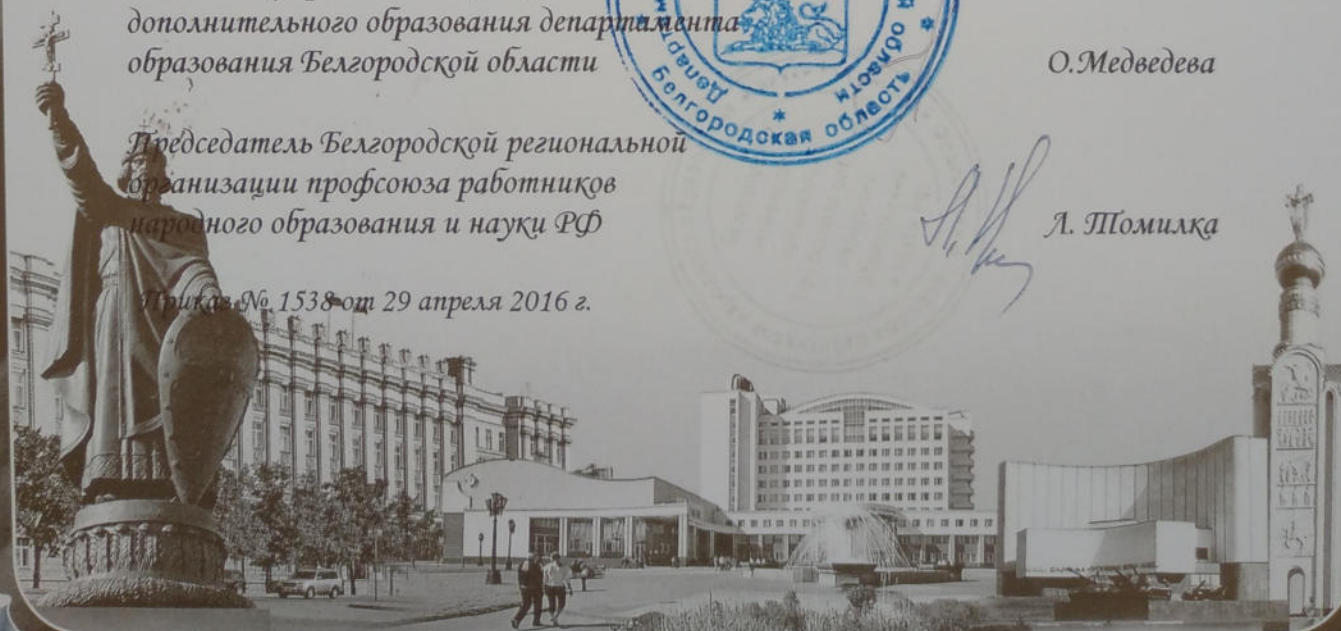 дополнительного образования департамента
образования Белгородской области
О.Медведева
Белгородская область
Председатель Белгородской региональной
организации профсоюза работников
народного образования и науки РФ
Л. Томилка
Приказ № 1538 от 29 апреля 2016 г.